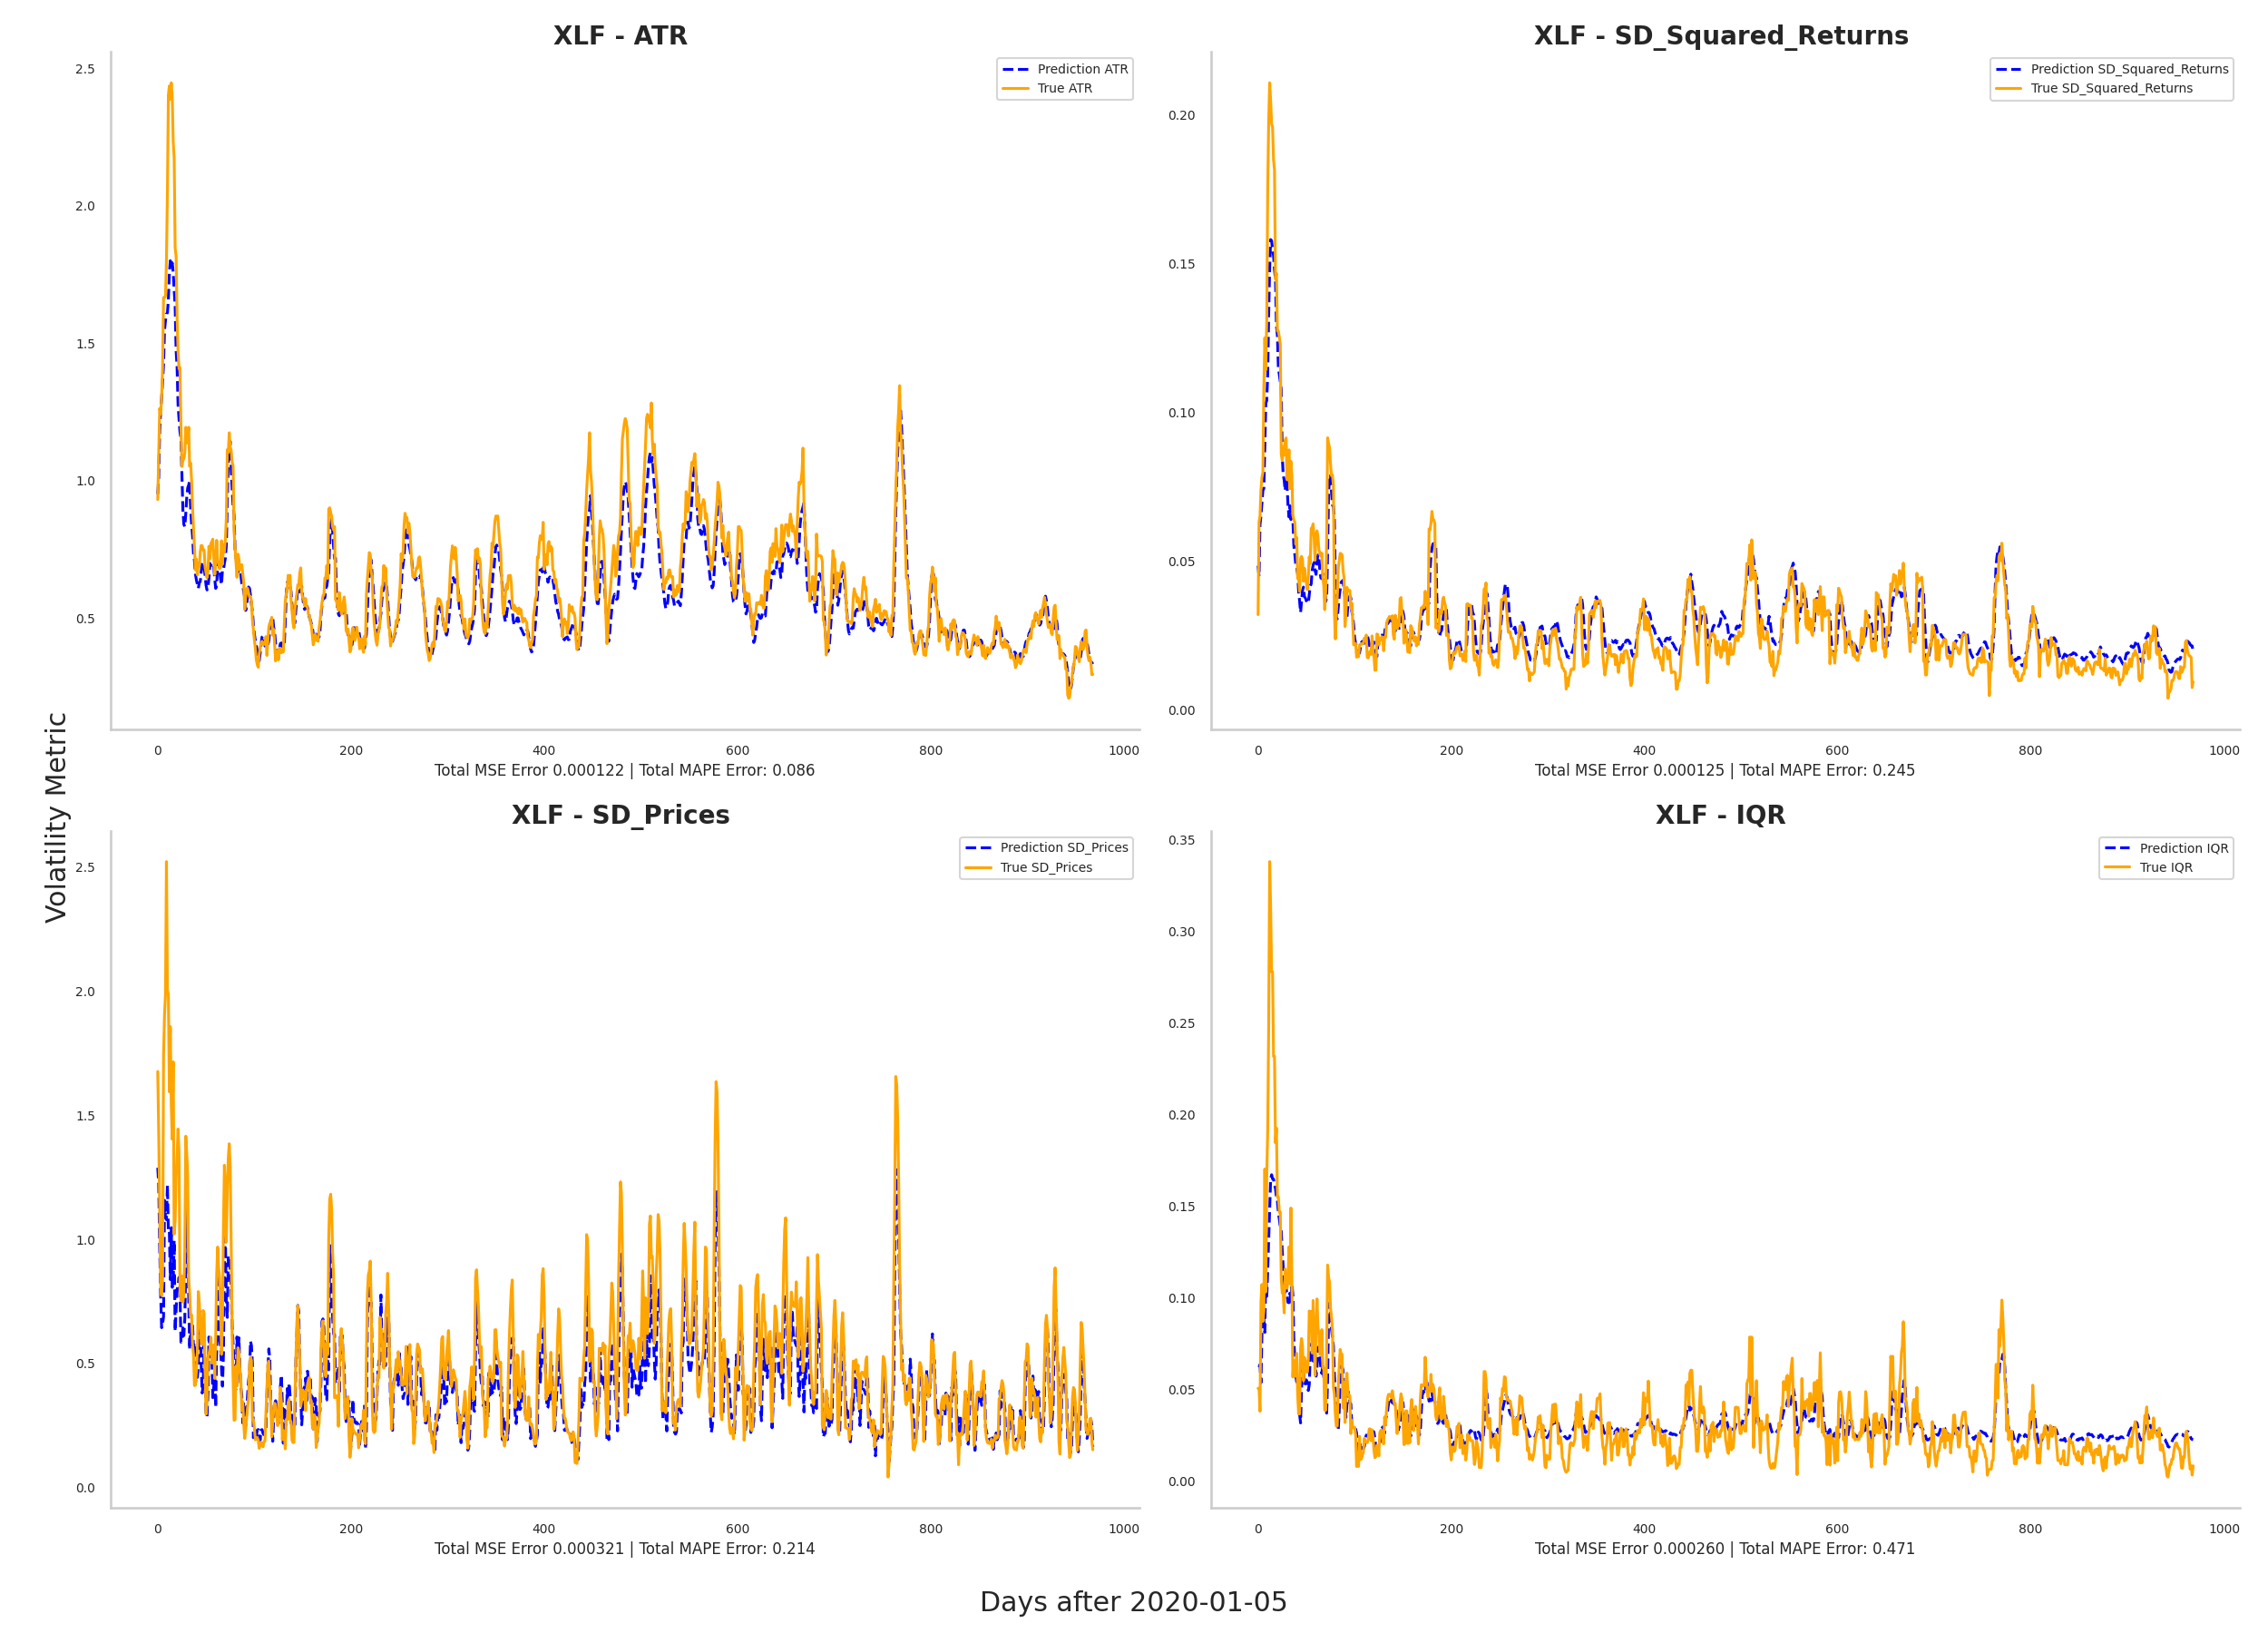 XLF - ATR
Prediction ATR
True ATR
2.5
2.0
1.5
1.0
0.5
0 200 400 600 800 1000
Total MSE Error 0.000122 | Total MAPE Error: 0.086
XLF - SD_Squared_Returns
Prediction SD_Squared_Returns
True SD_Squared_Returns
0.20
0.15
0.10
0.05
0.00
0 200 400 600 800 1000
Total MSE Error 0.000125 | Total MAPE Error: 0.245
Volatility Metric
XLF - SD_Prices
Prediction SD_Prices
True SD_Prices
2.5
2.0
1.5
1.0
0.5
0.0
0 200 400 600 800 1000
Total MSE Error 0.000321 | Total MAPE Error: 0.214
XLF - IQR
Prediction IQR
True IQR
0.35
0.30
0.25
0.20
0.15
0.10
0.05
0.00
0 200 400 600 800 1000
Total MSE Error 0.000260 | Total MAPE Error: 0.471
Days after 2020-01-05